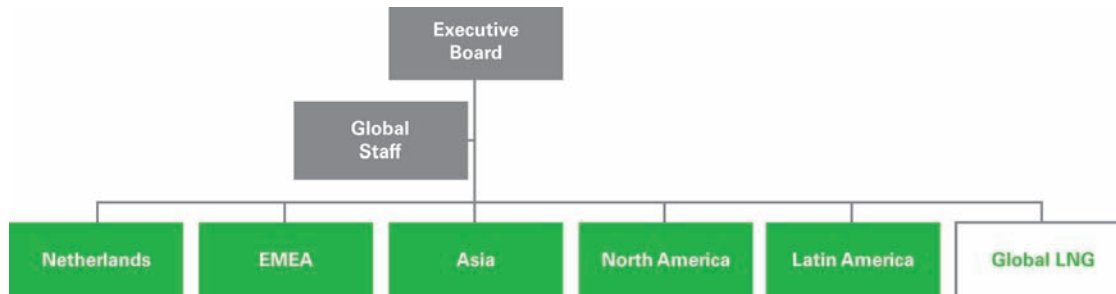 Executive
Board
Global
Staff
Netherlands
EMEA
Asia
North America
Latin America
Global LNG